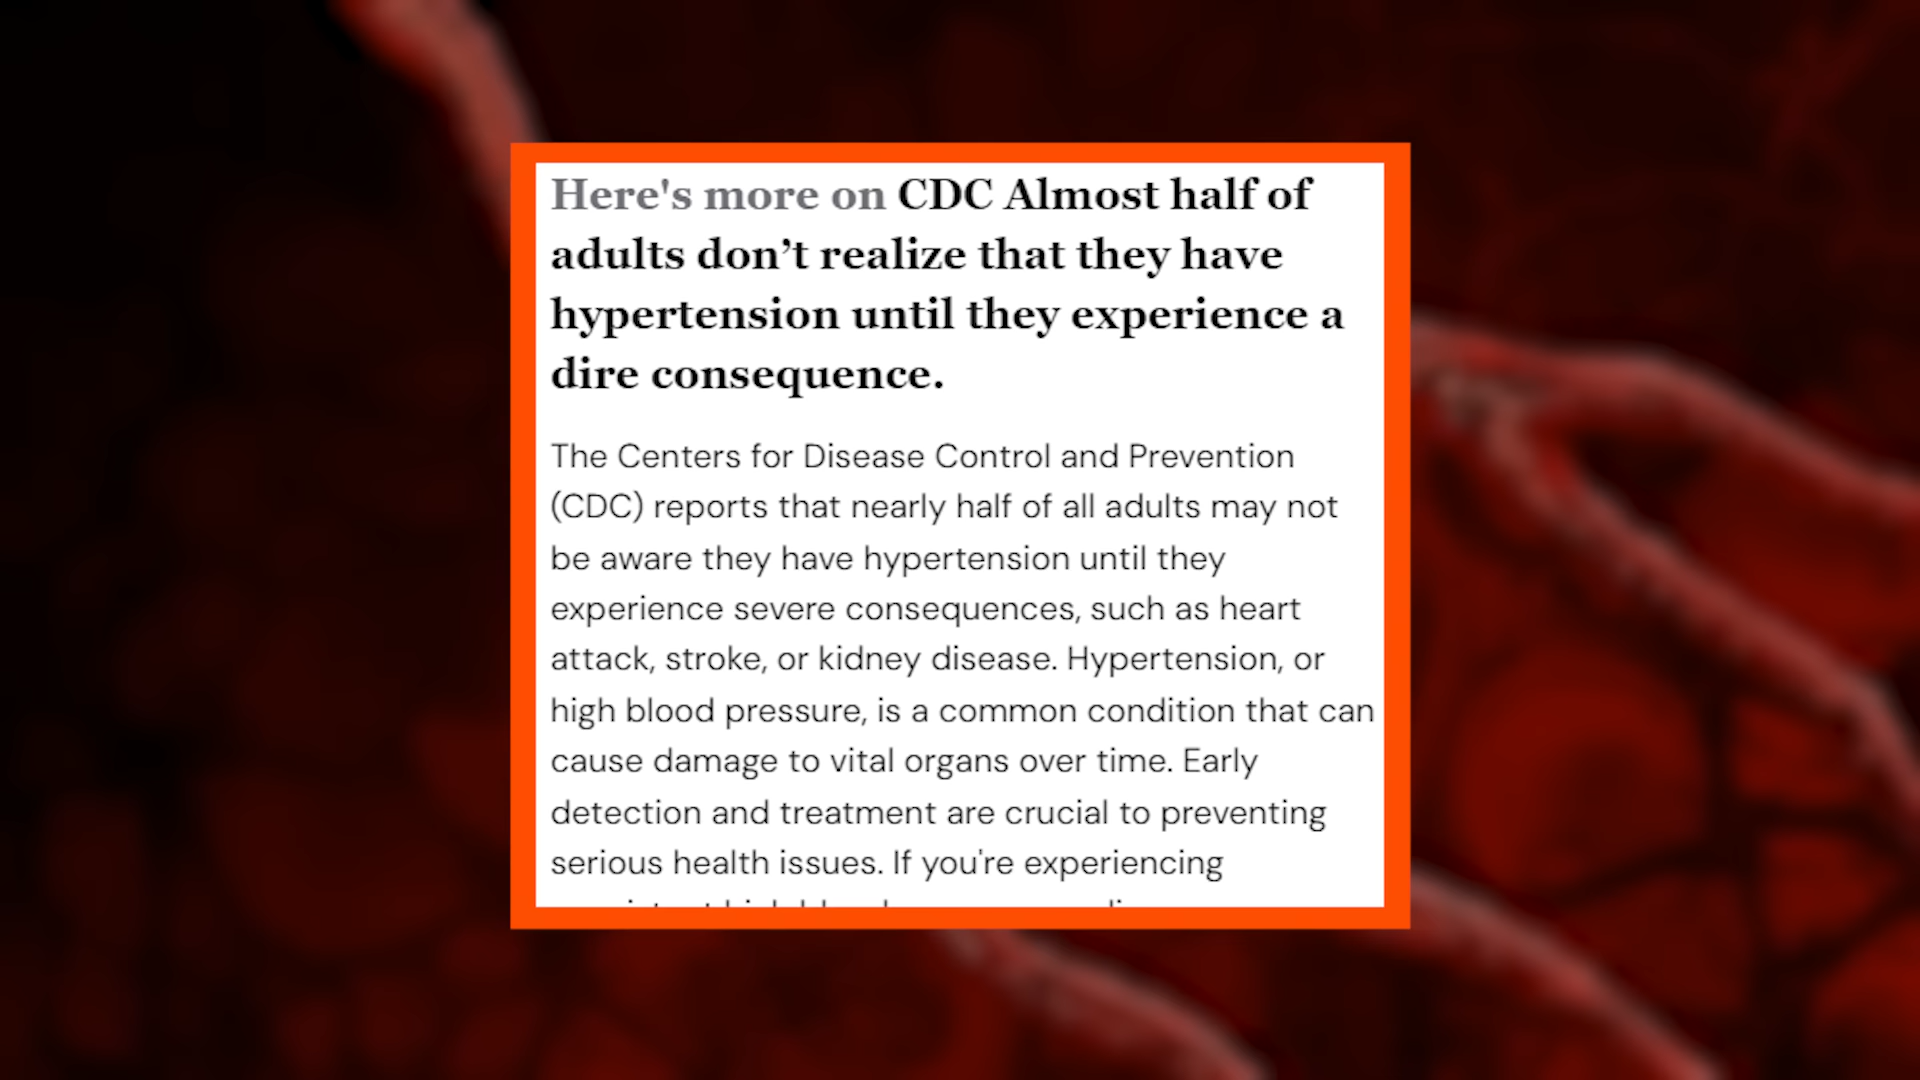 Here's more on CDC Almost half of
adults don’t realize that they have
hypertension until they experience a
dire consequence.
The Centers for Disease Control and Prevention
(CDC) reports that nearly half of all adults may not
be aware they have hypertension until they
experience severe consequences, such as heart
attack, stroke, or kidney disease. Hypertension, or
high blood pressure, is a common condition that can
cause damage to vital organs over time. Early
detection and treatment are crucial to preventing
serious health issues. If you're experiencing